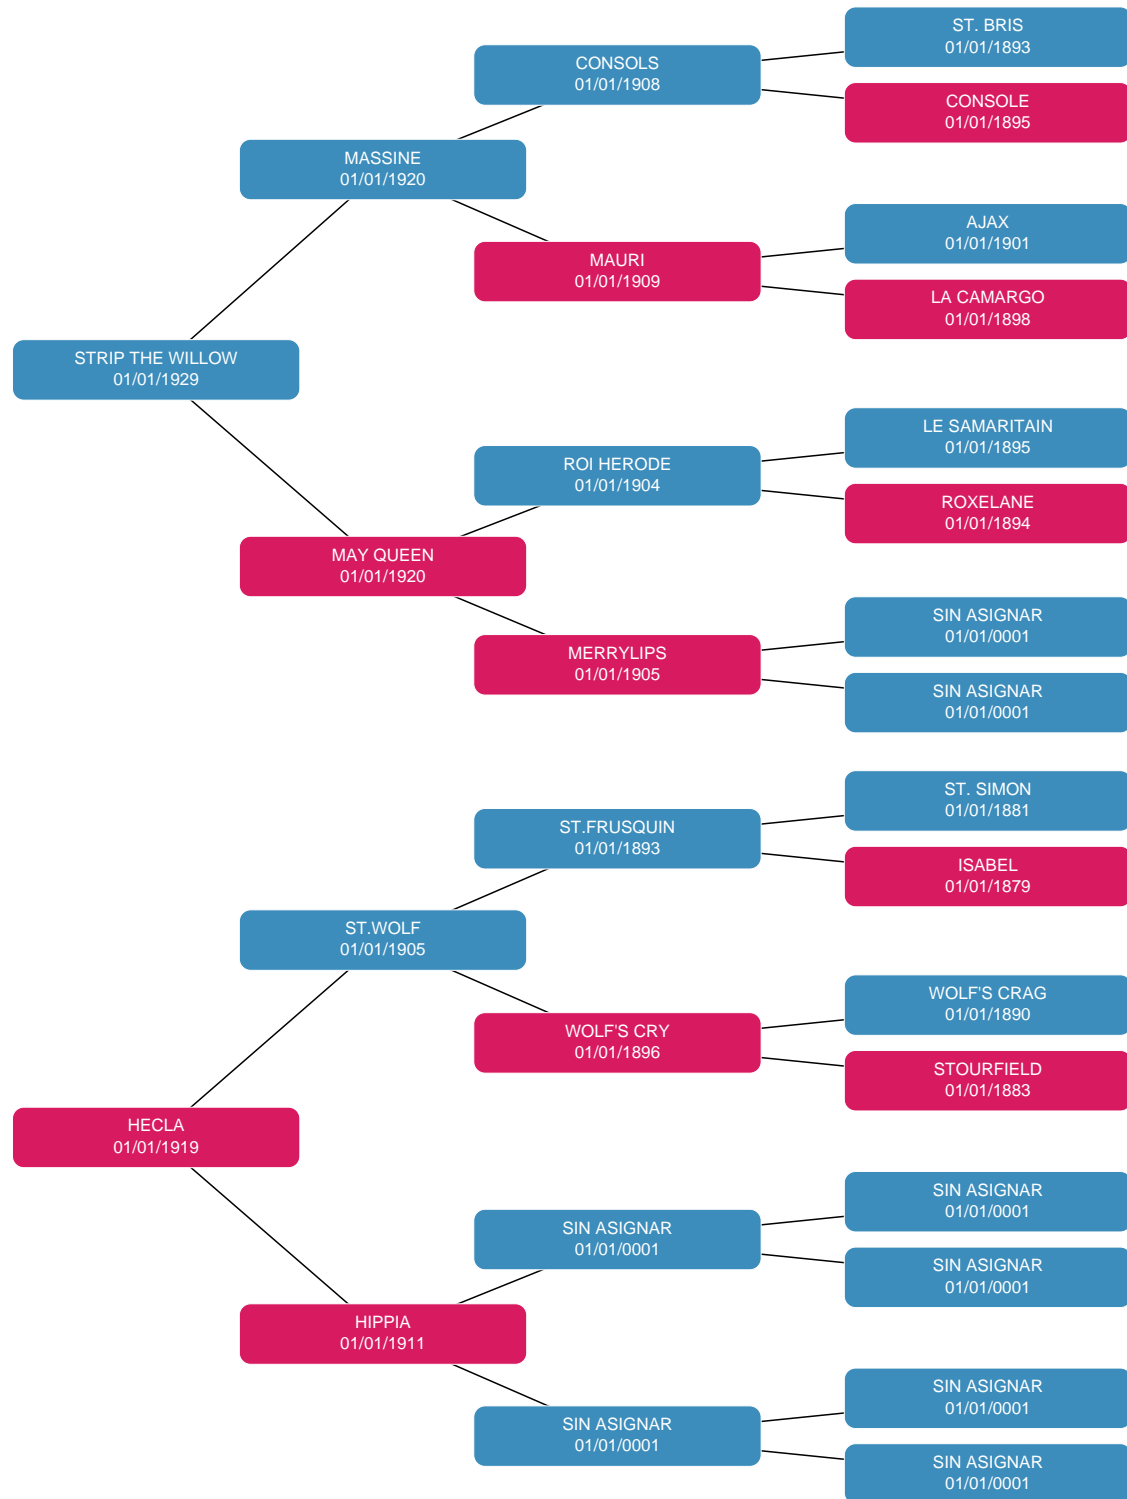 ST. BRIS
01/01/1893
CONSOLS
01/01/1908
CONSOLE
01/01/1895
MASSINE
01/01/1920
AJAX
01/01/1901
MAURI
01/01/1909
LA CAMARGO
01/01/1898
STRIP THE WILLOW
01/01/1929
LE SAMARITAIN
01/01/1895
ROI HERODE
01/01/1904
ROXELANE
01/01/1894
MAY QUEEN
01/01/1920
SIN ASIGNAR
01/01/0001
MERRYLIPS
01/01/1905
SIN ASIGNAR
01/01/0001
ST. SIMON
01/01/1881
ST.FRUSQUIN
01/01/1893
ISABEL
01/01/1879
ST.WOLF
01/01/1905
WOLF'S CRAG
01/01/1890
WOLF'S CRY
01/01/1896
STOURFIELD
01/01/1883
HECLA
01/01/1919
SIN ASIGNAR
01/01/0001
SIN ASIGNAR
01/01/0001
SIN ASIGNAR
01/01/0001
HIPPIA
01/01/1911
SIN ASIGNAR
01/01/0001
SIN ASIGNAR
01/01/0001
SIN ASIGNAR
01/01/0001